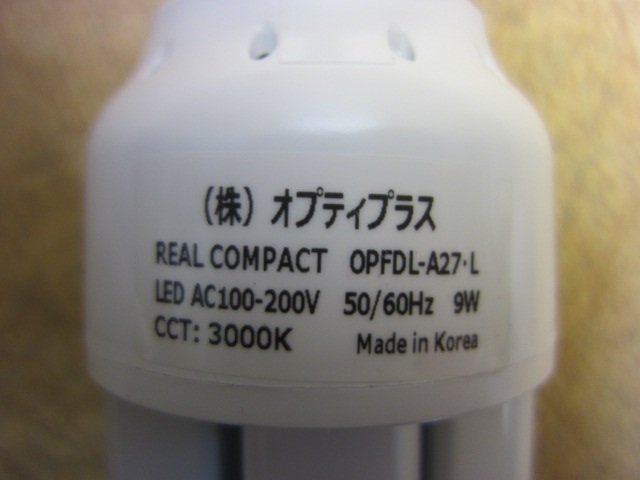 （株）オプティプラス
REAL COMPACT OPFDL-A27·L
LED AC100-200V 50/60Hz 9W
CCT: 3000K Made in Korea